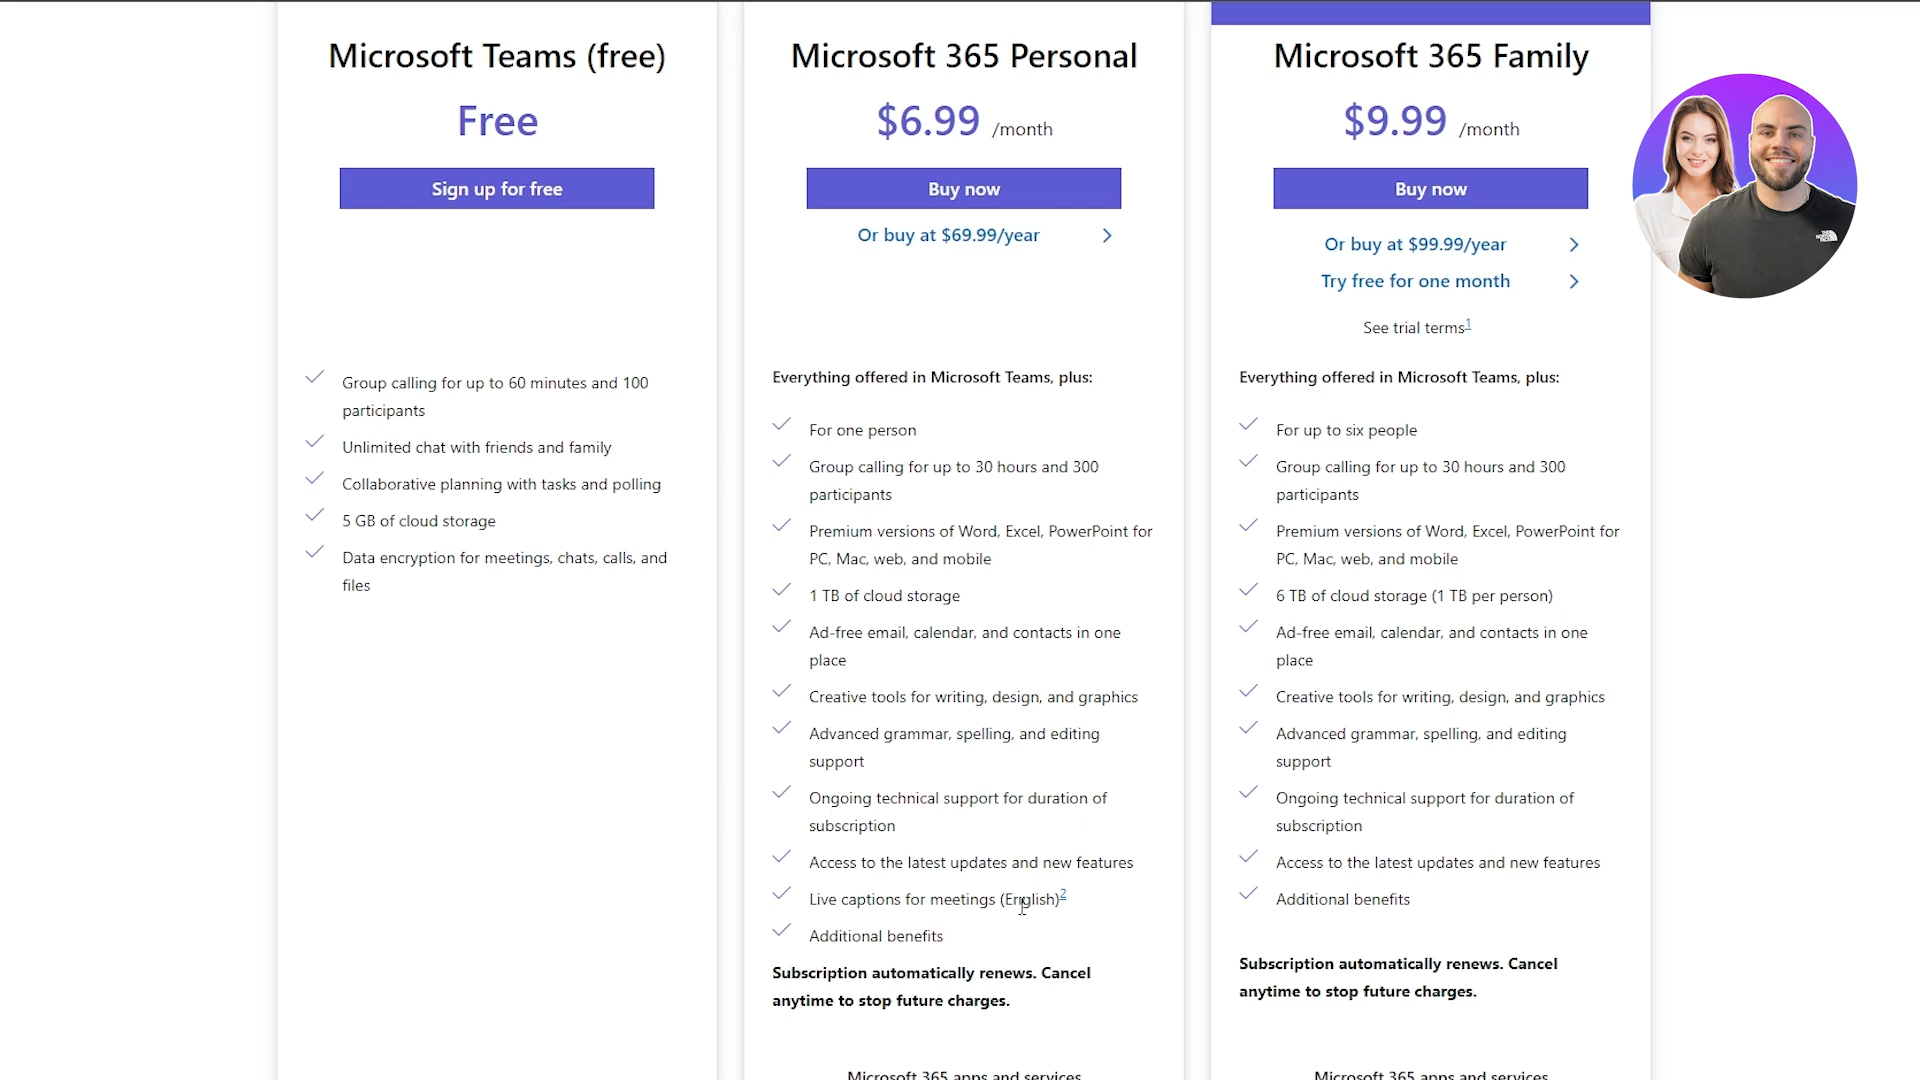 Microsoft Teams (free)
Free
Sign up for free
Group calling for up to 60 minutes and 100
participants
Unlimited chat with friends and family
Collaborative planning with tasks and polling
5 GB of cloud storage
Data encryption for meetings, chats, calls, and
files
Microsoft 365 Personal
$6.99 /month
Buy now
Or buy at $69.99/year
Everything offered in Microsoft Teams, plus:
For one person
Group calling for up to 30 hours and 300
participants
Premium versions of Word, Excel, PowerPoint for
PC, Mac, web, and mobile
1 TB of cloud storage
Ad-free email, calendar, and contacts in one
place
Creative tools for writing, design, and graphics
Advanced grammar, spelling, and editing
support
Ongoing technical support for duration of
subscription
Access to the latest updates and new features
Live captions for meetings (English)2
Additional benefits
Subscription automatically renews. Cancel
anytime to stop future charges.
Microsoft 365 apps and services
Microsoft 365 Family
$9.99 /month
Buy now
Or buy at $99.99/year
Try free for one month
See trial terms1
Everything offered in Microsoft Teams, plus:
For up to six people
Group calling for up to 30 hours and 300
participants
Premium versions of Word, Excel, PowerPoint for
PC, Mac, web, and mobile
6 TB of cloud storage (1 TB per person)
Ad-free email, calendar, and contacts in one
place
Creative tools for writing, design, and graphics
Advanced grammar, spelling, and editing
support
Ongoing technical support for duration of
subscription
Access to the latest updates and new features
Additional benefits
Subscription automatically renews. Cancel
anytime to stop future charges.
Microsoft 365 apps and services